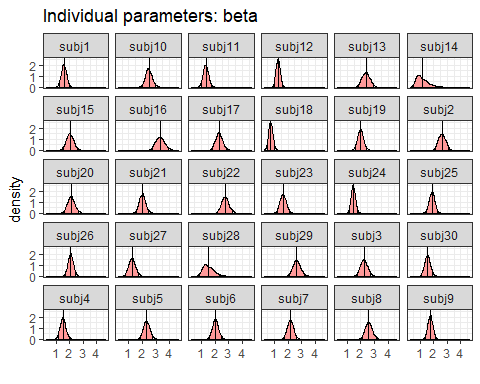 Individual parameters: beta
subj1 subj10 subj11 subj12 subj13 subj14
2
1
0
subj15 subj16 subj17 subj18 subj19 subj2
2
1
0
subj20 subj21 subj22 subj23 subj24 subj25
2
1
0
subj26 subj27 subj28 subj29 subj3 subj30
2
1
0
subj4 subj5 subj6 subj7 subj8 subj9
2
1
0
1 2 3 4 1 2 3 4 1 2 3 4 1 2 3 4 1 2 3 4 1 2 3 4
density